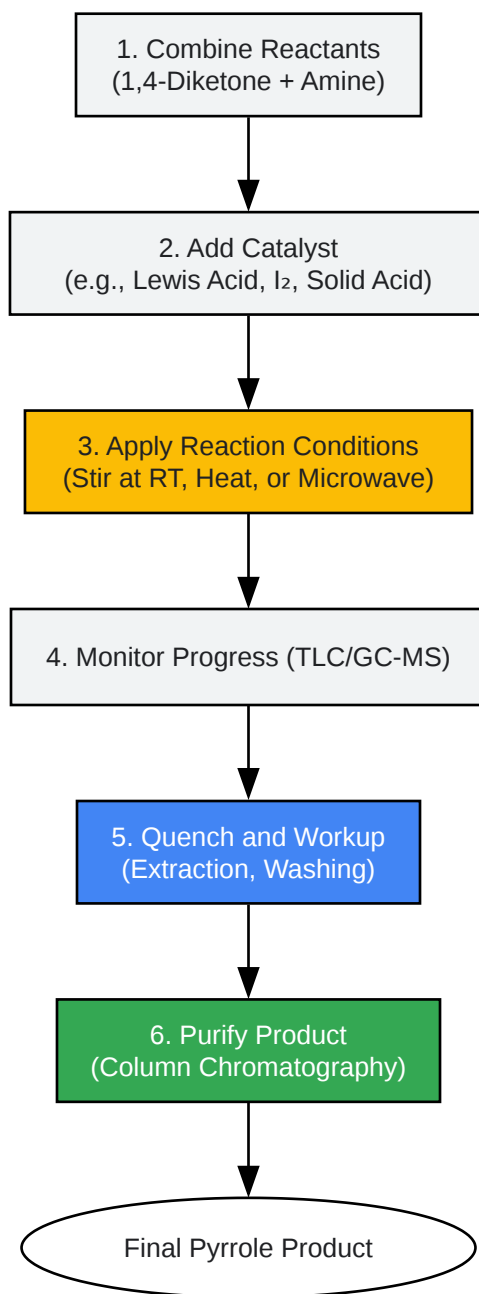 1. Combine Reactants
(1,4-Diketone + Amine)
2. Add Catalyst
(e.g., Lewis Acid, I₂, Solid Acid)
3. Apply Reaction Conditions
(Stir at RT, Heat, or Microwave)
4. Monitor Progress (TLC/GC-MS)
5. Quench and Workup
(Extraction, Washing)
6. Purify Product
(Column Chromatography)
Final Pyrrole Product